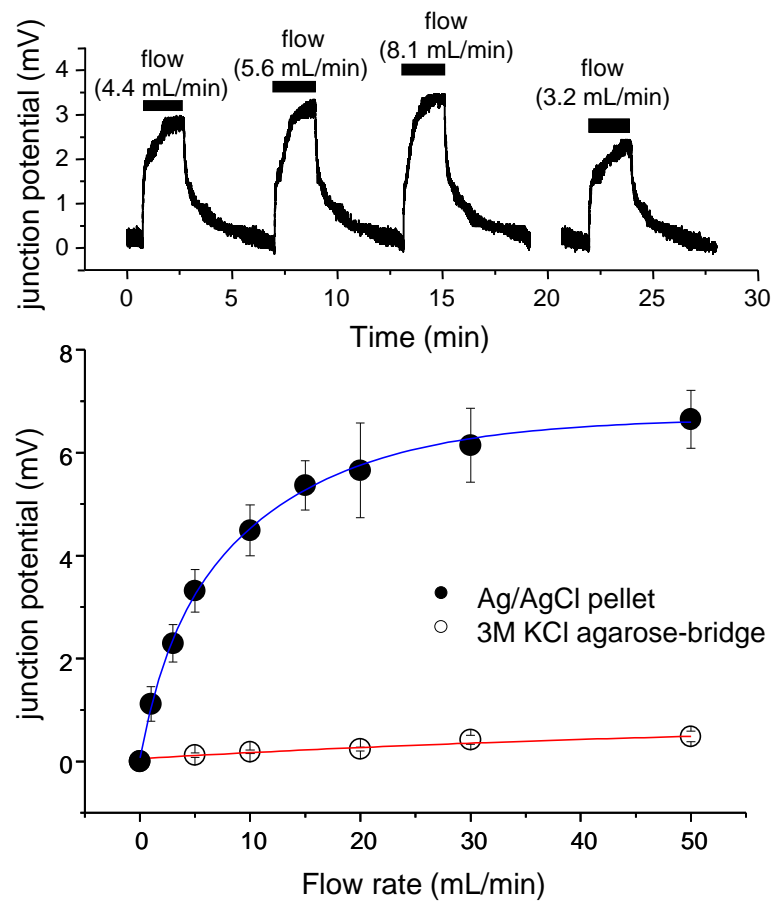 flow
(4.4 mL/min)
flow
(5.6 mL/min)
flow
(8.1 mL/min)
flow
(3.2 mL/min)
junction potential (mV)
4
3
2
1
0
0 5 10 15 20 25 30
Time (min)
junction potential (mV)
8
6
4
2
0
Ag/AgCl pellet
3M KCl agarose-bridge
0 10 20 30 40 50
Flow rate (mL/min)